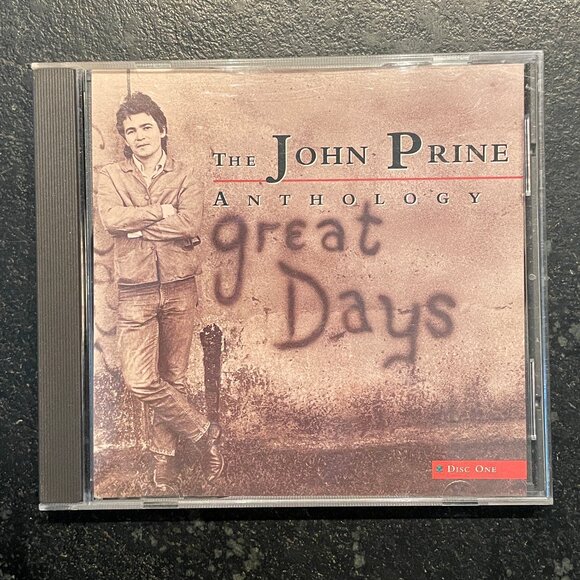 The John Prine
Anthology
great
Days
Disc One